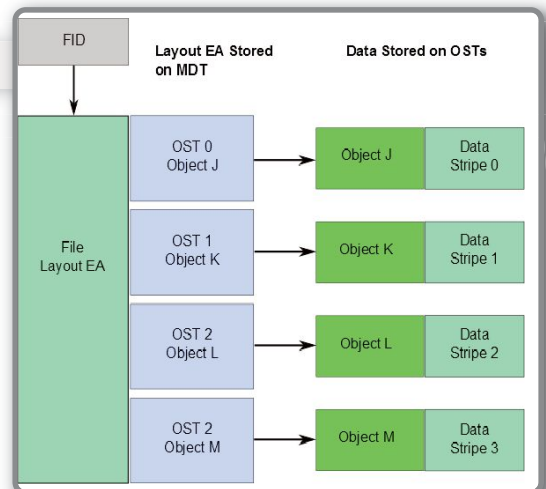 FID
Layout EA Stored
on MDT
Data Stored on OSTs
OST 0
Object J
Object J
Data
Stripe 0
File
Layout EA
OST 1
Object K
Object K
Data
Stripe 1
OST 2
Object L
Object L
Data
Stripe 2
OST 2
Object M
Object M
Data
Stripe 3